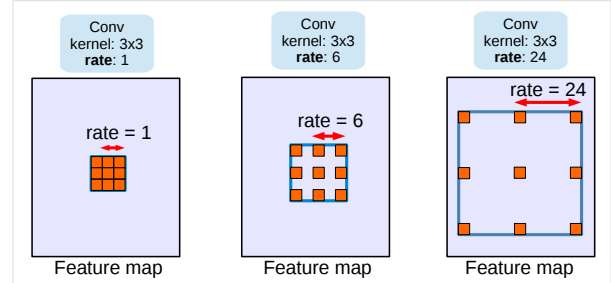 Conv
kernel: 3x3
rate: 1
Conv
kernel: 3x3
rate: 6
Conv
kernel: 3x3
rate: 24
rate = 1
rate = 6
rate = 24
Feature map
Feature map
Feature map